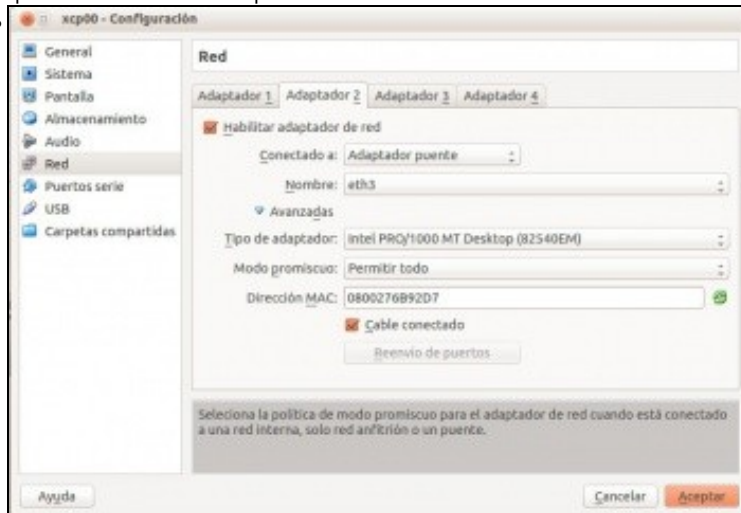 xcp00 - Configuración
General
Sistema
Pantalla
Almacenamiento
Audio
Red
Puertos serie
USB
Carpetas compartidas
Red
Adaptador 1 Adaptador 2 Adaptador 3 Adaptador 4
Habilitar adaptador de red
Conectado a: Adaptador puente
Nombre: eth3
Avanzadas
Tipo de adaptador: Intel PRO/1000 MT Desktop (82540EM)
Modo promiscuo: Permitir todo
Dirección MAC: 0800276B92D7
Cable conectado
Reenvío de puertos
Selecciona la política de modo promiscuo para el adaptador de red cuando está conectado
a una red interna, solo red anfitrión o un puente.
Ayuda Cancelar Aceptar